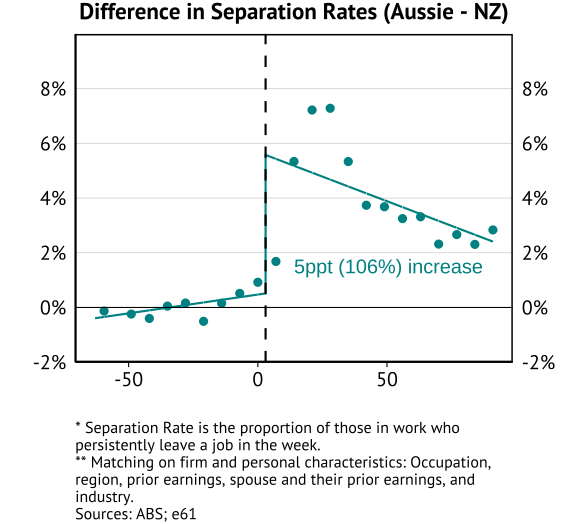 Difference in Separation Rates (Aussie - NZ)
8% 8%
6% 6%
4% 4%
2% 2%
5ppt (106%) increase
0% 0%
-2% -2%
-50 0 50
* Separation Rate is the proportion of those in work who
persistently leave a job in the week.
** Matching on firm and personal characteristics: Occupation,
region, prior earnings, spouse and their prior earnings, and
industry.
Sources: ABS; e61